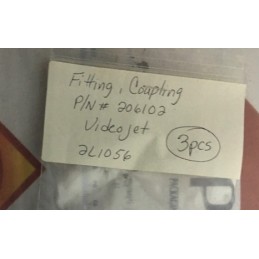 Fitting, Coupling
P/N# 206102
Videojet
3pcs
2L1056
P